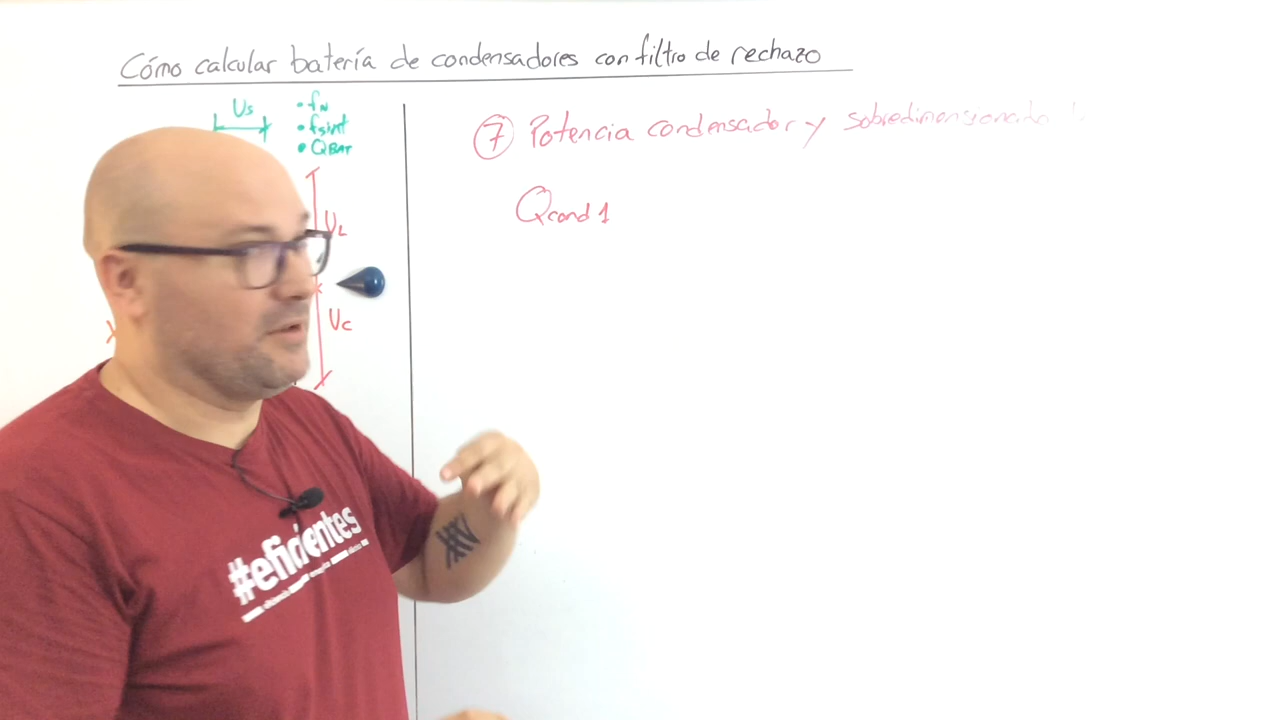 Cómo calcular batería de condensadores con filtro de rechazo
Us
• fN
• fsint
• QBAT
UL
Uc
⑦ Potencia condensador y sobredimensionado
Qcond 1
#eficientes